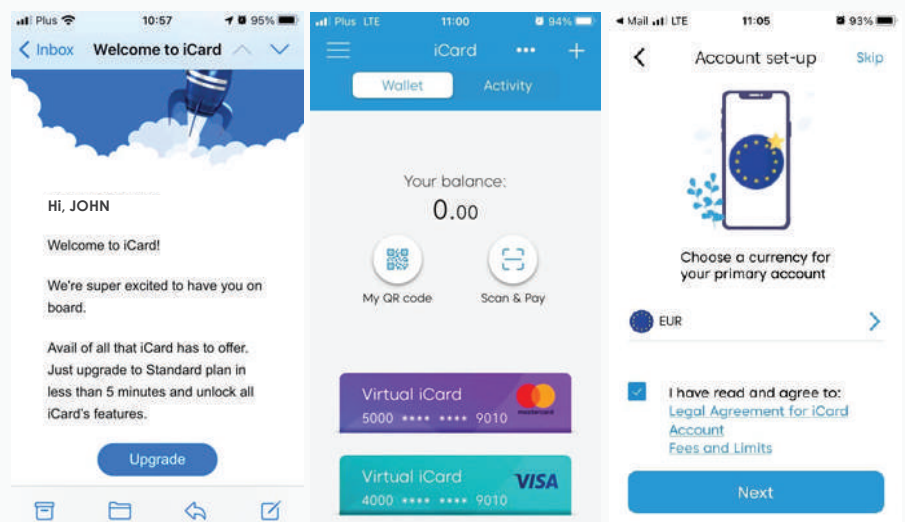 Plus 10:57 95%
Inbox Welcome to iCard
Hi, JOHN
Welcome to iCard!
We're super excited to have you on
board.
Avail of all that iCard has to offer.
Just upgrade to Standard plan in
less than 5 minutes and unlock all
iCard's features.
Upgrade
Plus LTE 11:00 94%
iCard
Wallet Activity
Your balance:
0.00
My QR code Scan & Pay
Virtual iCard
mastercard
5000 **** **** 9010
Virtual iCard VISA
4000 **** **** 9010
Mail LTE 11:05 93%
Account set-up Skip
Choose a currency for
your primary account
EUR
I have read and agree to:
Legal Agreement for iCard
Account
Fees and Limits
Next